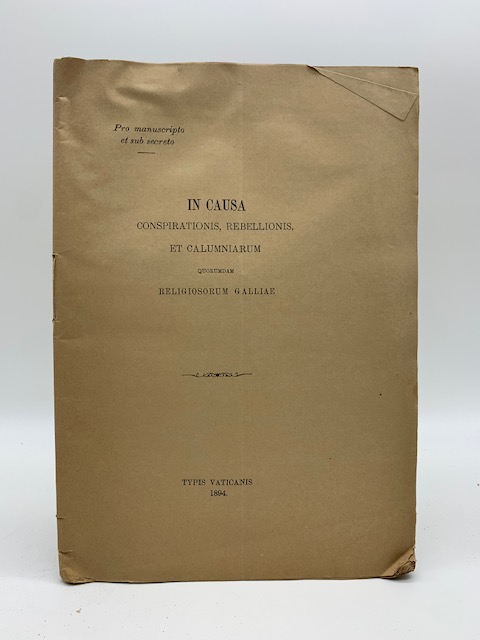 Pro manuscripto
et sub secreto
IN CAUSA
CONSPIRATIONIS, REBELLIONIS,
ET CALUMNIARUM
QUORUMDAM
RELIGIOSORUM GALLIAE
TYPIS VATICANIS
1894.